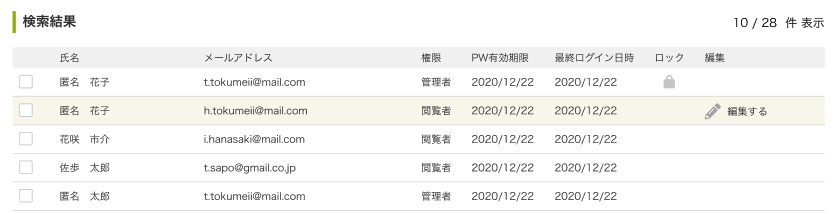 検索結果
10 / 28 件 表示
氏名 メールアドレス 権限 PW有効期限 最終ログイン日時 ロック 編集
匿名 花子 t.tokumeii@mail.com 管理者 2020/12/22 2020/12/22
匿名 花子 h.tokumeii@mail.com 閲覧者 2020/12/22 2020/12/22 編集する
花咲 市介 i.hanasaki@mail.com 閲覧者 2020/12/22 2020/12/22
佐歩 太郎 t.sapo@gmail.co.jp 閲覧者 2020/12/22 2020/12/22
匿名 太郎 t.tokumeii@mail.com 管理者 2020/12/22 2020/12/22